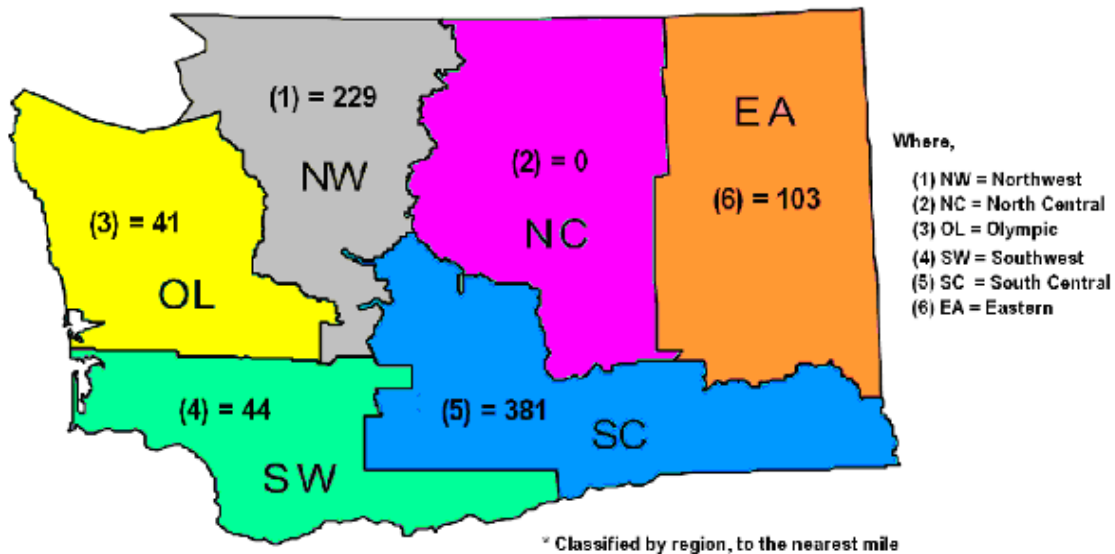 (1) = 229
NW
(2) = 0
NC
EA
(6) = 103
(3) = 41
OL
(4) = 44
SW
(5) = 381
SC
Where,
(1) NW = Northwest
(2) NC = North Central
(3) OL = Olympic
(4) SW = Southwest
(5) SC = South Central
(6) EA = Eastern
* Classified by region, to the nearest mile